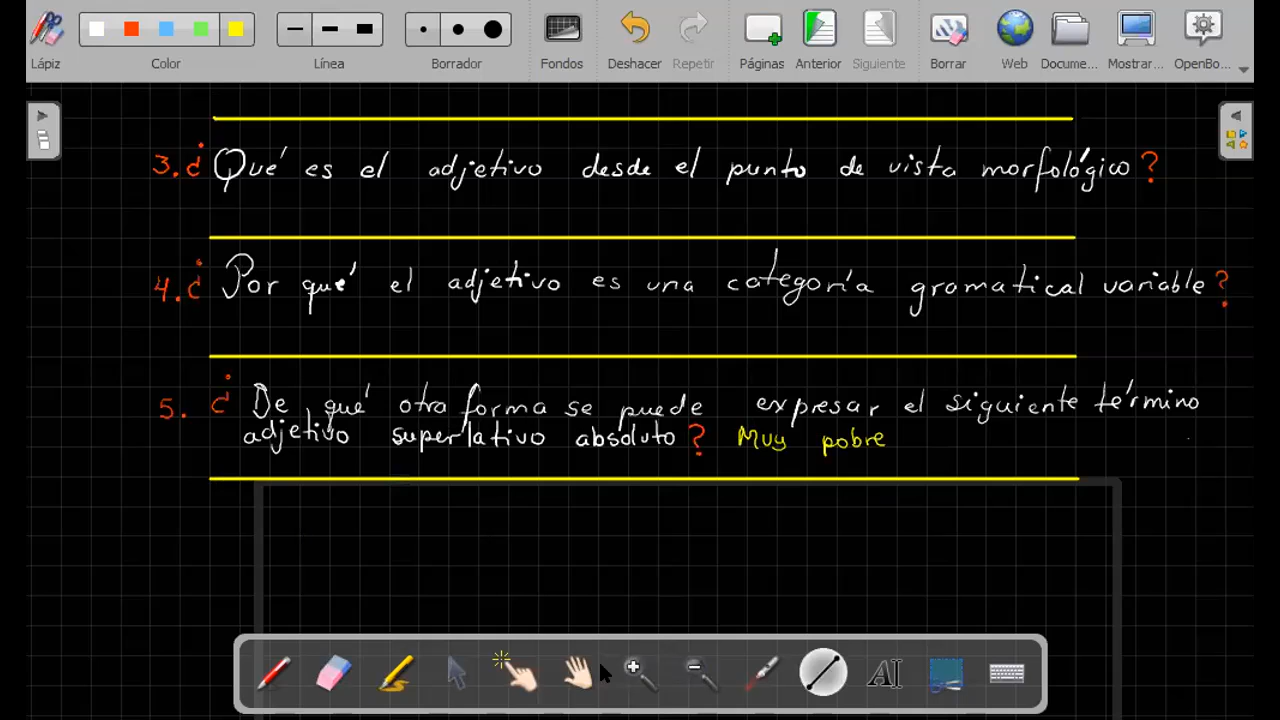 Lápiz Color Línea Borrador Fondos Deshacer Repetir Páginas Anterior Siguiente Borrar Web Docume... Mostrar... OpenBo...
3. ¿Qué es el adjetivo desde el punto de vista morfológico?
4. ¿Por qué el adjetivo es una categoría gramatical variable?
5. ¿De qué otra forma se puede expresar el siguiente término
adjetivo superlativo absoluto? Muy pobre
AI